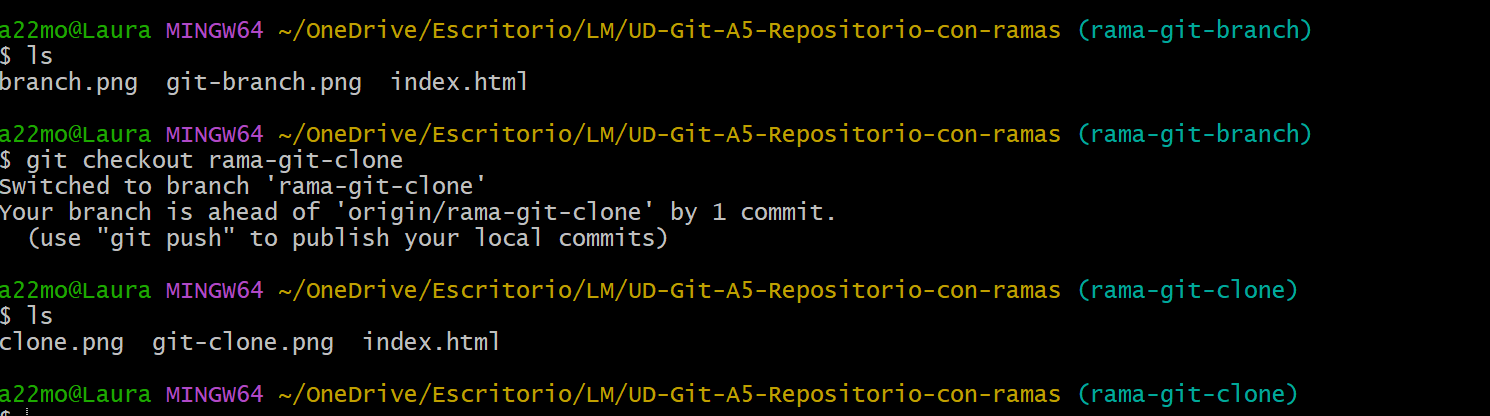 a22mo@Laura MINGW64 ~/OneDrive/Escritorio/LM/UD-Git-A5-Repositorio-con-ramas (rama-git-branch)
$ ls
branch.png  git-branch.png  index.html
a22mo@Laura MINGW64 ~/OneDrive/Escritorio/LM/UD-Git-A5-Repositorio-con-ramas (rama-git-branch)
$ git checkout rama-git-clone
Switched to branch 'rama-git-clone'
Your branch is ahead of 'origin/rama-git-clone' by 1 commit.
  (use "git push" to publish your local commits)
a22mo@Laura MINGW64 ~/OneDrive/Escritorio/LM/UD-Git-A5-Repositorio-con-ramas (rama-git-clone)
$ ls
clone.png  git-clone.png  index.html
a22mo@Laura MINGW64 ~/OneDrive/Escritorio/LM/UD-Git-A5-Repositorio-con-ramas (rama-git-clone)
$